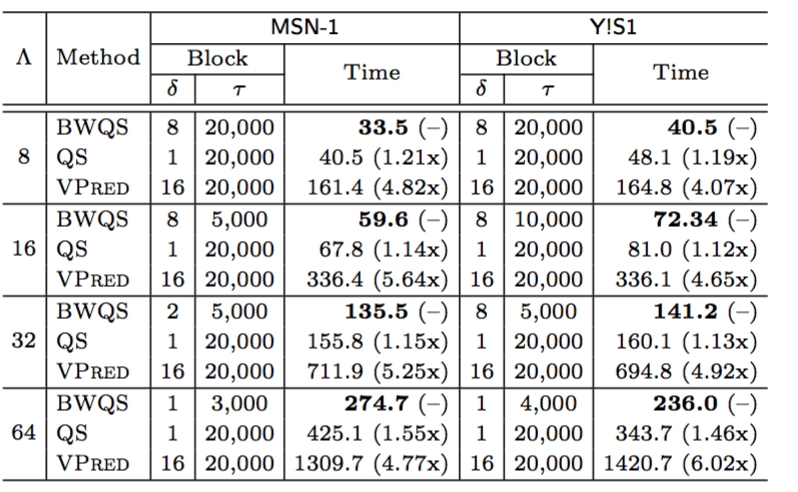 MSN-1 Y!S1
Λ Method Block Time Block Time
δ τ δ τ
BWQS 8 20,000 33.5 (–) 8 20,000 40.5 (–)
8 QS 1 20,000 40.5 (1.21x) 1 20,000 48.1 (1.19x)
VPRED 16 20,000 161.4 (4.82x) 16 20,000 164.8 (4.07x)
BWQS 8 5,000 59.6 (–) 8 10,000 72.34 (–)
16 QS 1 20,000 67.8 (1.14x) 1 20,000 81.0 (1.12x)
VPRED 16 20,000 336.4 (5.64x) 16 20,000 336.1 (4.65x)
BWQS 2 5,000 135.5 (–) 8 5,000 141.2 (–)
32 QS 1 20,000 155.8 (1.15x) 1 20,000 160.1 (1.13x)
VPRED 16 20,000 711.9 (5.25x) 16 20,000 694.8 (4.92x)
BWQS 1 3,000 274.7 (–) 1 4,000 236.0 (–)
64 QS 1 20,000 425.1 (1.55x) 1 20,000 343.7 (1.46x)
VPRED 16 20,000 1309.7 (4.77x) 16 20,000 1420.7 (6.02x)